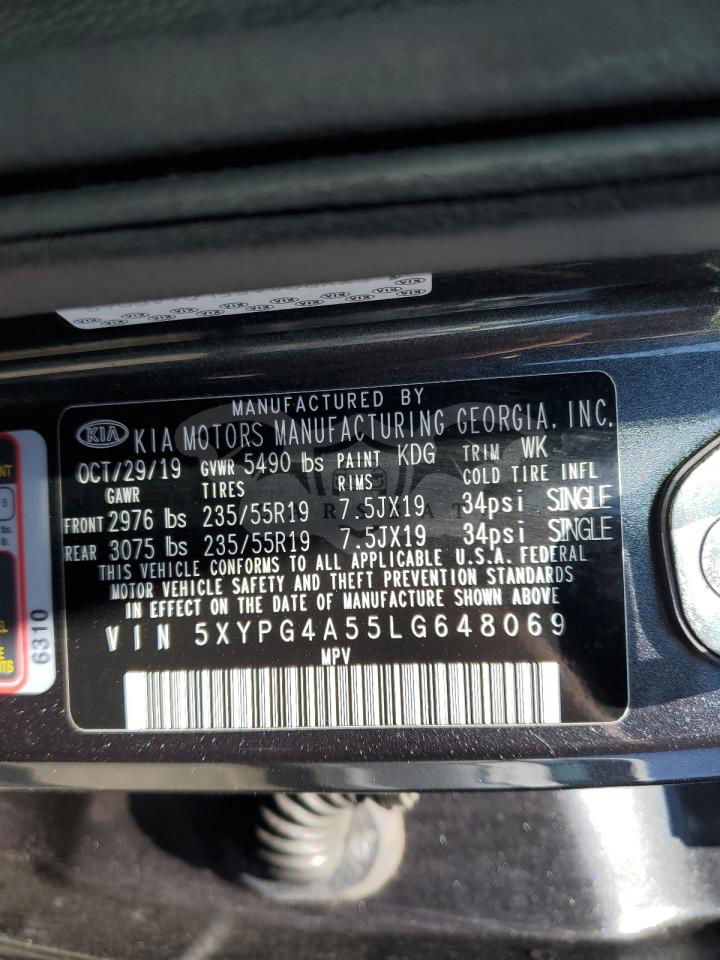 MANUFACTURED BY
KIA KIA MOTORS MANUFACTURING GEORGIA, INC.
OCT/29/19 GVWR 5490 lbs PAINT KDG TRIM WK
GAWR TIRES RIMS COLD TIRE INFL
FRONT 2976 lbs 235/55R19 7.5JX19 34psi SINGLE
REAR 3075 lbs 235/55R19 7.5JX19 34psi SINGLE
THIS VEHICLE CONFORMS TO ALL APPLICABLE U.S.A. FEDERAL
MOTOR VEHICLE SAFETY AND THEFT PREVENTION STANDARDS
IN EFFECT ON THE DATE OF MANUFACTURE SHOWN ABOVE
VIN 5XYPG4A55LG648069
MPV
6310